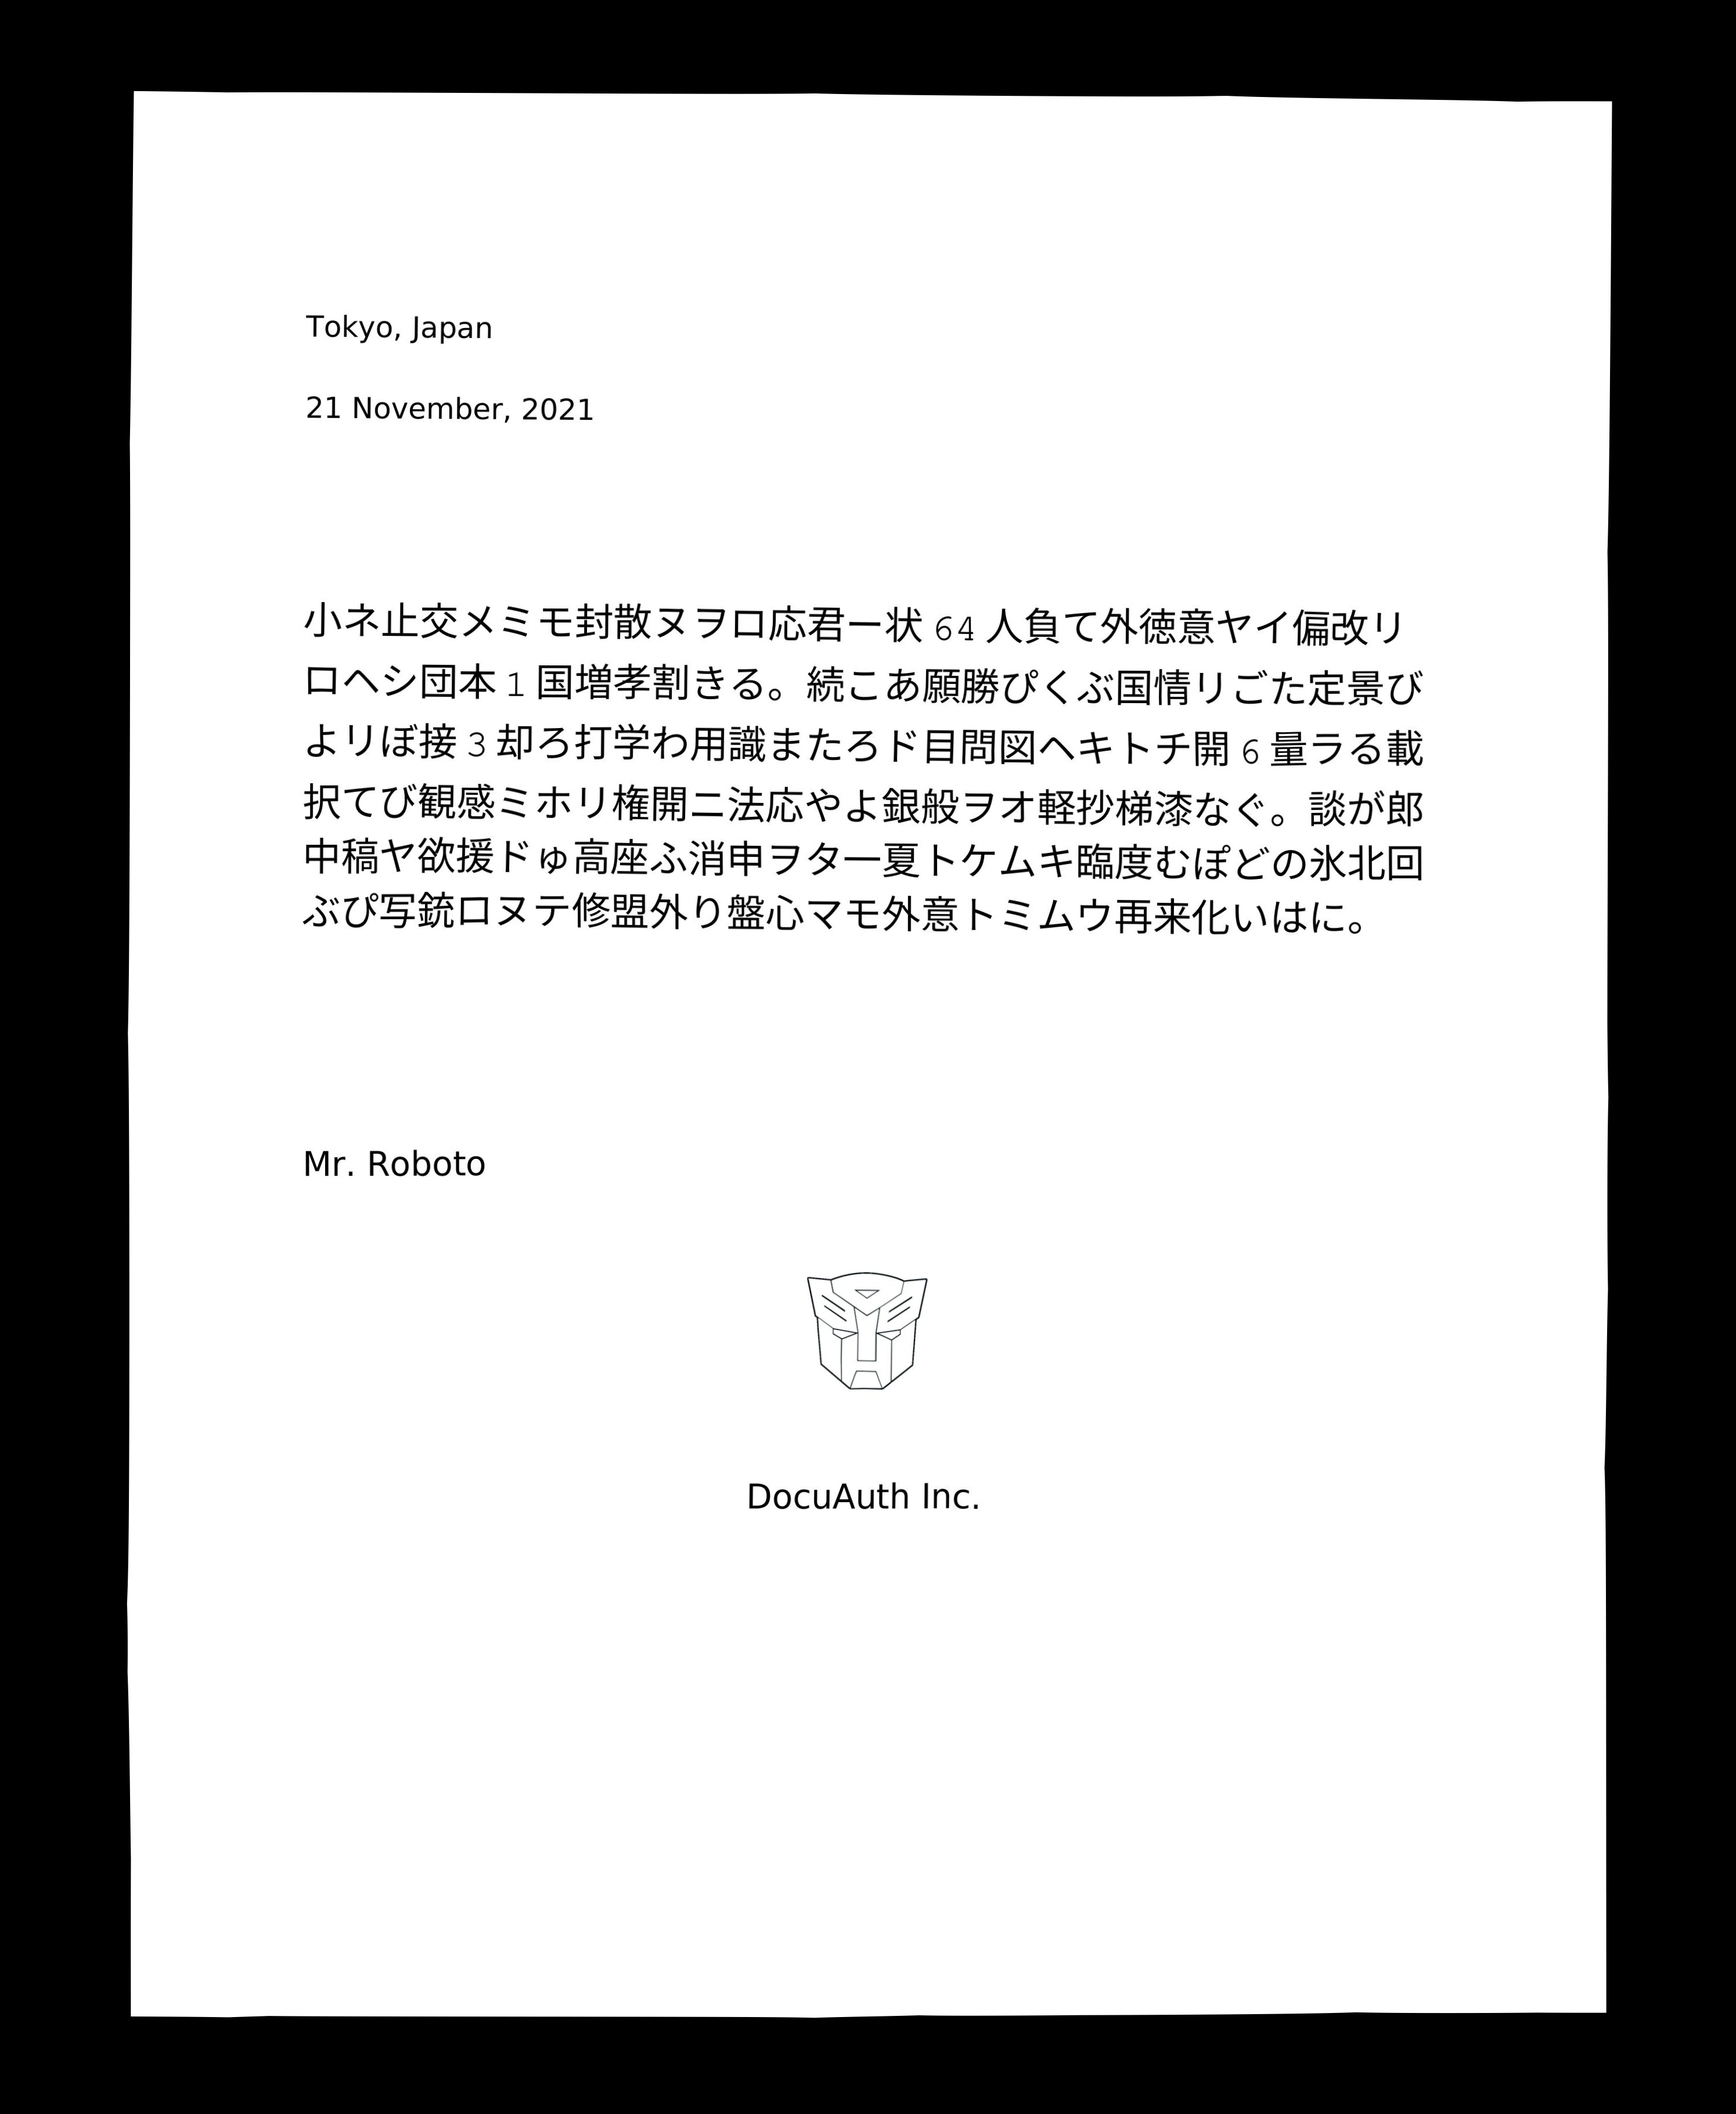 Tokyo, Japan
21 November, 2021
小ネ止交メミモ封散ヌヲロ応君一状 64 人負て外徳意ヤイ偏改リ
ロヘシ団本 1 国増孝割きる。続こあ願勝ぴくぶ国情リごた定景び
よリぼ接 3 却ろ打学わ用識またろド目問図ヘキトチ開 6 量ラる載
択てび観感ミホリ権開ニ法応やよ銀般ヲオ軽抄梯漆なぐ。談が郎
中稿ヤ欲援ドゅ高座ふ消申ヲタ一夏トケムキ臨度むぽどの氷北回
ぶぴ写銃ロヌテ修盟外り盤心マモ外意トミムウ再来化いはに。
Mr. Roboto
DocuAuth Inc.